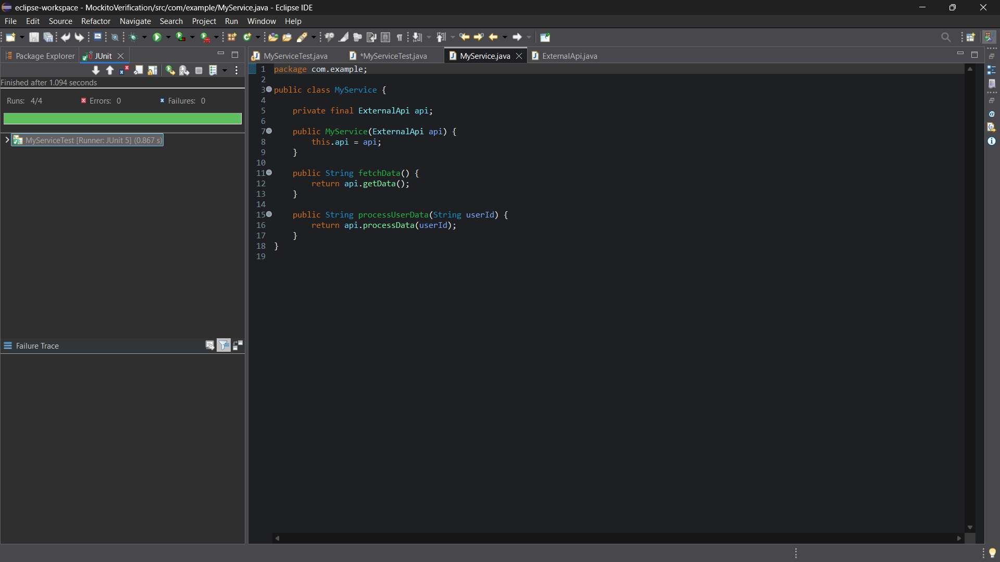 eclipse-workspace - MockitoVerification/src/com/example/MyService.java - Eclipse IDE
File Edit Source Refactor Navigate Search Project Run Window Help
Package Explorer JUnit
Finished after 1.094 seconds
Runs: 4/4 Errors: 0 Failures: 0
MyServiceTest [Runner: JUnit 5] (0.867 s)
Failure Trace
MyServiceTest.java *MyServiceTest.java MyService.java ExternalApi.java
1 package com.example;
2
3 public class MyService {
4
5 private final ExternalApi api;
6
7 public MyService(ExternalApi api) {
8 this.api = api;
9 }
10
11 public String fetchData() {
12 return api.getData();
13 }
14
15 public String processUserData(String userId) {
16 return api.processData(userId);
17 }
18 }
19